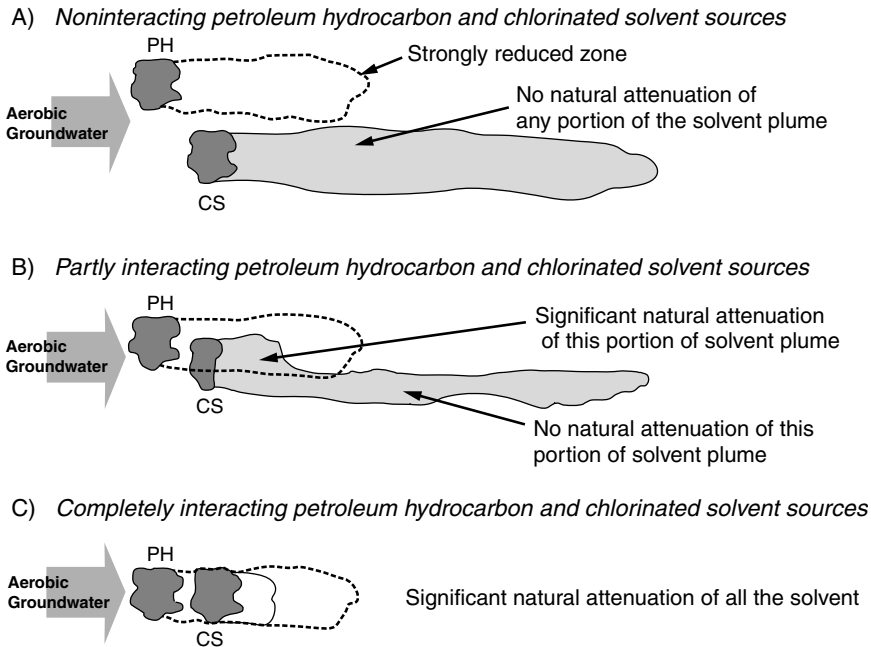 A) Noninteracting petroleum hydrocarbon and chlorinated solvent sources
PH
Strongly reduced zone
Aerobic
Groundwater
No natural attenuation of
any portion of the solvent plume
CS
B) Partly interacting petroleum hydrocarbon and chlorinated solvent sources
PH
Significant natural attenuation
of this portion of solvent plume
Aerobic
Groundwater
CS
No natural attenuation of this
portion of solvent plume
C) Completely interacting petroleum hydrocarbon and chlorinated solvent sources
PH
Aerobic
Groundwater
Significant natural attenuation of all the solvent
CS